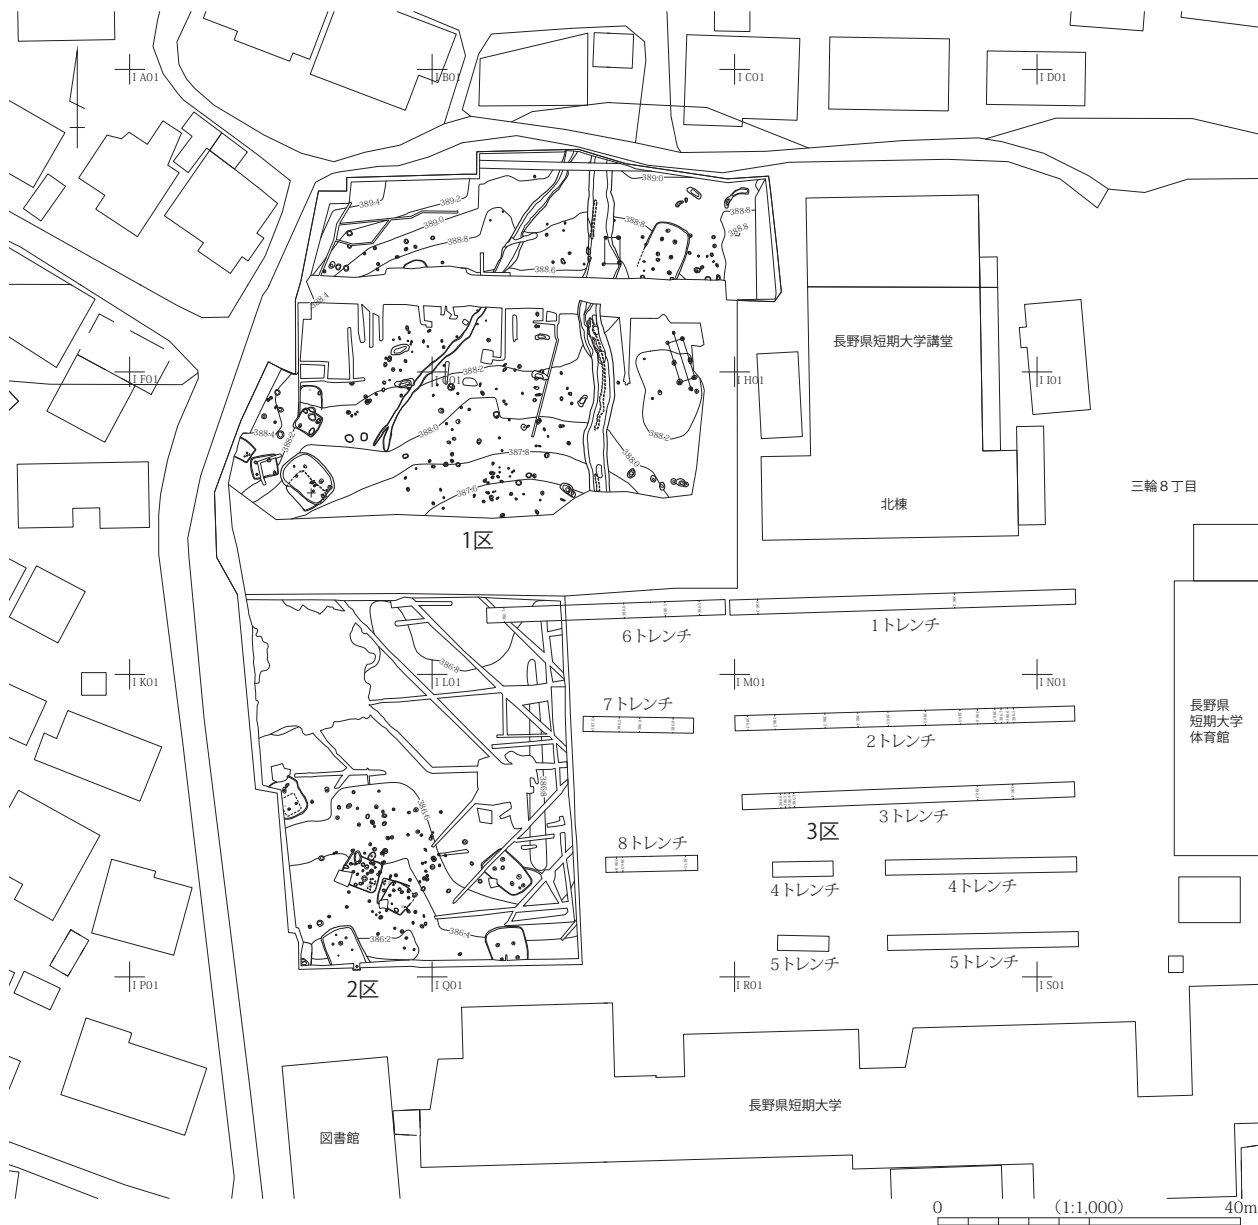 I A01
I B01
I C01
I D01
389.0
389.4
389.2
389.0
388.8
388.8
388.8
388.8
388.6
388.4
長野県短期大学講堂
I F01
388.2
I H01
I I01
388.2
388.4
388.2
388.0
388.0
387.8
387.6
三輪８丁目
北棟
1区
6トレンチ
1トレンチ
386.8
I K01
I L01
I M01
I N01
7トレンチ
2トレンチ
長野県
短期大学
体育館
386.8
386.6
3トレンチ
3区
8トレンチ
4トレンチ
4トレンチ
386.2
386.4
5トレンチ
5トレンチ
I P01
2区
I Q01
I R01
I S01
長野県短期大学
図書館
0
(1:1,000)
40m